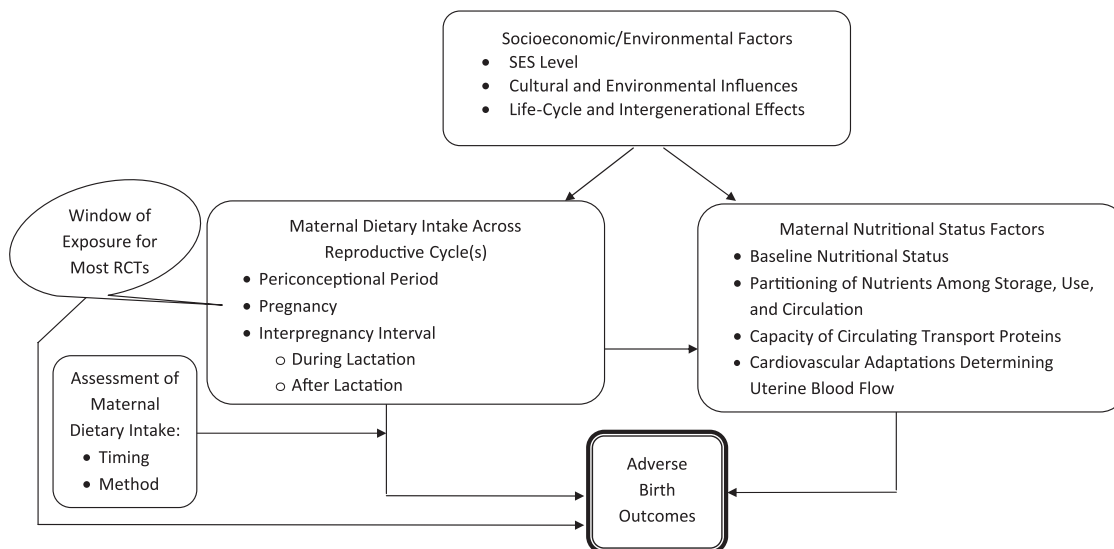 Socioeconomic/Environmental Factors
• SES Level
• Cultural and Environmental Influences
• Life-Cycle and Intergenerational Effects
Window of
Exposure for
Most RCTs
Maternal Dietary Intake Across
Reproductive Cycle(s)
• Periconceptional Period
• Pregnancy
• Interpregnancy Interval
o During Lactation
o After Lactation
Maternal Nutritional Status Factors
• Baseline Nutritional Status
• Partitioning of Nutrients Among Storage, Use,
and Circulation
• Capacity of Circulating Transport Proteins
• Cardiovascular Adaptations Determining
Uterine Blood Flow
Assessment of
Maternal
Dietary Intake:
• Timing
• Method
Adverse
Birth
Outcomes